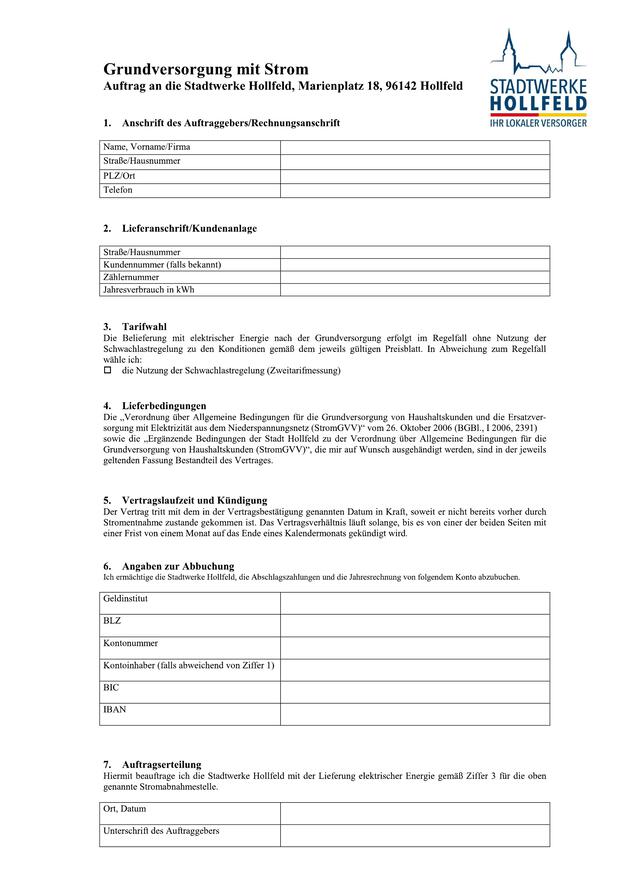 Grundversorgung mit Strom
Auftrag an die Stadtwerke Hollfeld, Marienplatz 18, 96142 Hollfeld
STADTWERKE
HOLLFELD
IHR LOKALER VERSORGER
1. Anschrift des Auftraggebers/Rechnungsanschrift
Name, Vorname/Firma
Straße/Hausnummer
PLZ/Ort
Telefon
2. Lieferanschrift/Kundenanlage
Straße/Hausnummer
Kundennummer (falls bekannt)
Zählernummer
Jahresverbrauch in kWh
3. Tarifwahl
Die Belieferung mit elektrischer Energie nach der Grundversorgung erfolgt im Regelfall ohne Nutzung der
Schwachlastregelung zu den Konditionen gemäß dem jeweils gültigen Preisblatt. In Abweichung zum Regelfall
wähle ich:
☐ die Nutzung der Schwachlastregelung (Zweitarifmessung)
4. Lieferbedingungen
Die „Verordnung über Allgemeine Bedingungen für die Grundversorgung von Haushaltskunden und die Ersatzver-
sorgung mit Elektrizität aus dem Niederspannungsnetz (StromGVV)“ vom 26. Oktober 2006 (BGBl., I 2006, 2391)
sowie die „Ergänzende Bedingungen der Stadt Hollfeld zu der Verordnung über Allgemeine Bedingungen für die
Grundversorgung von Haushaltskunden (StromGVV)“, die mir auf Wunsch ausgehändigt werden, sind in der jeweils
geltenden Fassung Bestandteil des Vertrages.
5. Vertragslaufzeit und Kündigung
Der Vertrag tritt mit dem in der Vertragsbestätigung genannten Datum in Kraft, soweit er nicht bereits vorher durch
Stromentnahme zustande gekommen ist. Das Vertragsverhältnis läuft solange, bis es von einer der beiden Seiten mit
einer Frist von einem Monat auf das Ende eines Kalendermonats gekündigt wird.
6. Angaben zur Abbuchung
Ich ermächtige die Stadtwerke Hollfeld, die Abschlagszahlungen und die Jahresrechnung von folgendem Konto abzubuchen.
Geldinstitut
BLZ
Kontonummer
Kontoinhaber (falls abweichend von Ziffer 1)
BIC
IBAN
7. Auftragserteilung
Hiermit beauftrage ich die Stadtwerke Hollfeld mit der Lieferung elektrischer Energie gemäß Ziffer 3 für die oben
genannte Stromabnahmestelle.
Ort, Datum
Unterschrift des Auftraggebers